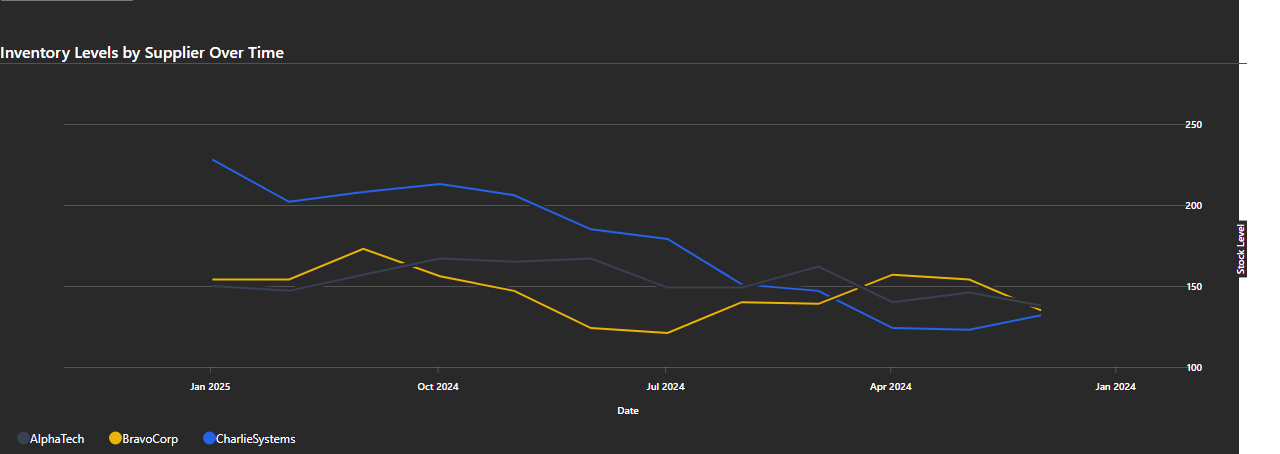 Inventory Levels by Supplier Over Time
250
200
150
100
Stock Level
Jan 2025 Oct 2024 Jul 2024 Apr 2024 Jan 2024
Date
AlphaTech BravoCorp CharlieSystems